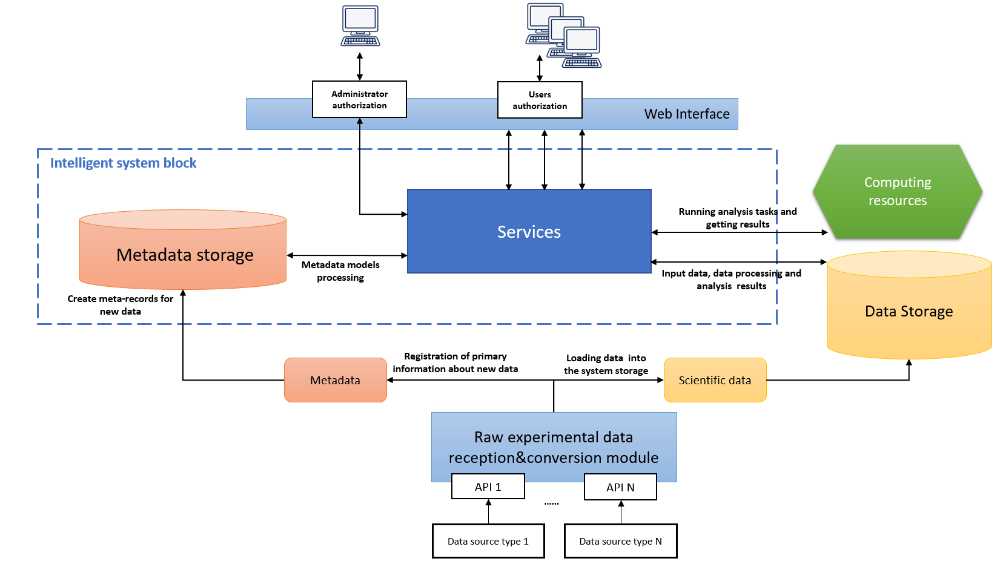 Administrator
authorization
Users
authorization
Web Interface
Intelligent system block
Computing
resources
Services
Running analysis tasks and
getting results
Metadata storage
Metadata models
processing
Input data, data processing and
analysis results
Create meta-records for
new data
Data Storage
Metadata
Registration of primary
information about new data
Loading data into
the system storage
Scientific data
Raw experimental data
reception&conversion module
API 1
......
API N
Data source type 1
Data source type N